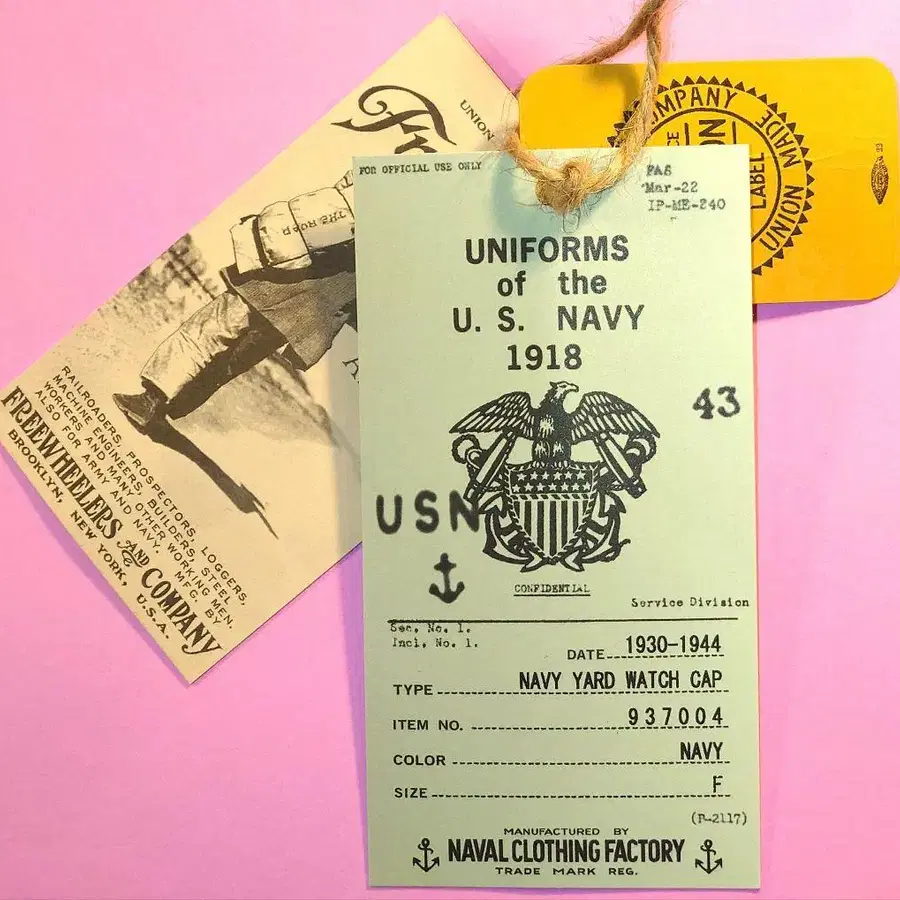 FOR OFFICIAL USE ONLY
FAS
Mar-22
IP-ME-240
UNIFORMS
of the
U. S. NAVY
1918
43
USN
CONFIDENTIAL
Service Division
Sec. No. 1.
Incl. No. 1.
DATE 1930-1944
TYPE NAVY YARD WATCH CAP
ITEM NO. 937004
COLOR NAVY
SIZE F
(R-2117)
MANUFACTURED BY
NAVAL CLOTHING FACTORY
TRADE MARK REG.
UNION
THE ROAD
RAILROADERS, PROSPECTORS, LOGGERS,
MACHINE ENGINEERS, BUILDERS, STEEL
WORKERS AND MANY OTHER WORKING MEN.
ALSO FOR ARMY AND NAVY. MFG. BY
FREEWHEELERS AND COMPANY
BROOKLYN, NEW YORK, U.S.A.
COMPANY
UNION MADE
LABEL